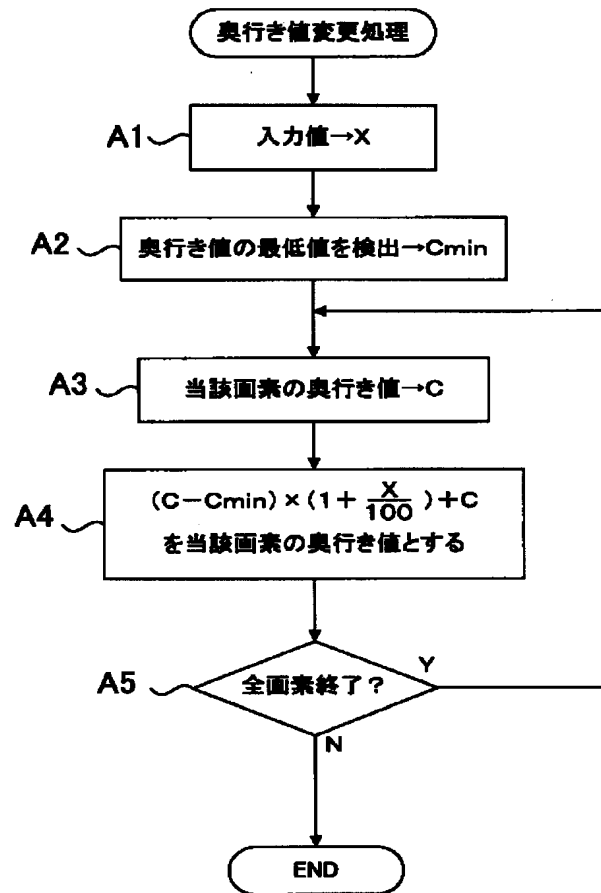 奥行き値変更処理
A1
入力値→X
A2
奥行き値の最低値を検出→Cmin
A3
当該画素の奥行き値→C
A4
(C-Cmin)×(1+X/100)+C
を当該画素の奥行き値とする
A5
全画素終了?
Y
N
END